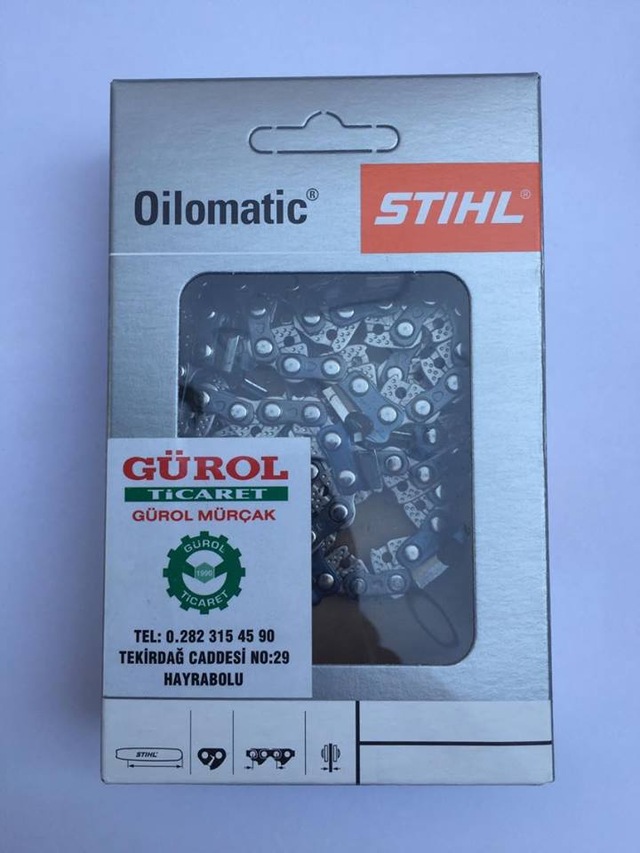 Oilomatic®
STIHL®
GÜROL
TİCARET
GÜROL MÜRÇAK
GÜROL
1990
TİCARET
TEL: 0.282 315 45 90
TEKİRDAĞ CADDESİ NO:29
HAYRABOLU
STIHL